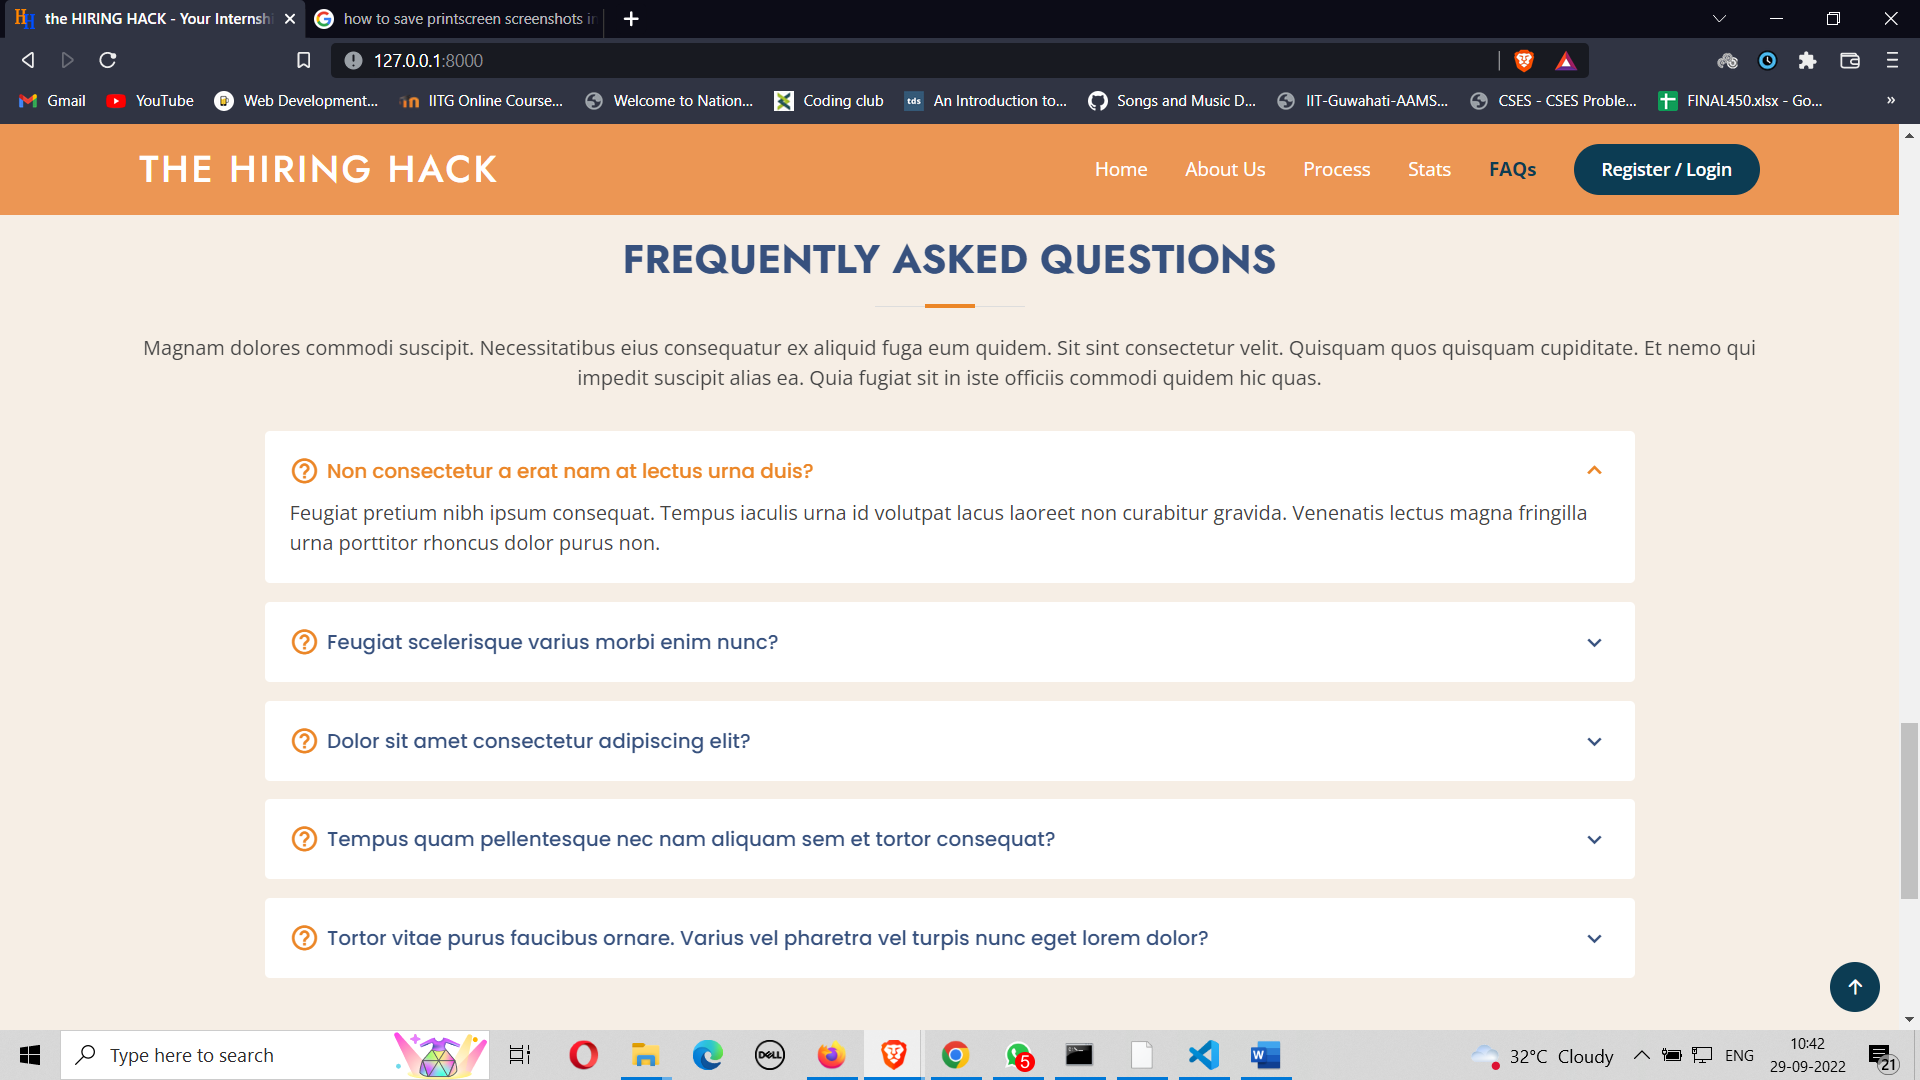 the HIRING HACK - Your Internshi
how to save printscreen screenshots in
127.0.0.1:8000
Gmail
YouTube
Web Development...
IITG Online Course...
Welcome to Nation...
Coding club
tds
An Introduction to...
Songs and Music D...
IIT-Guwahati-AAMS...
CSES - CSES Proble...
FINAL450.xlsx - Go...
»
THE HIRING HACK
Home
About Us
Process
Stats
FAQs
Register / Login
FREQUENTLY ASKED QUESTIONS
Magnam dolores commodi suscipit. Necessitatibus eius consequatur ex aliquid fuga eum quidem. Sit sint consectetur velit. Quisquam quos quisquam cupiditate. Et nemo qui
impedit suscipit alias ea. Quia fugiat sit in iste officiis commodi quidem hic quas.
Non consectetur a erat nam at lectus urna duis?
Feugiat pretium nibh ipsum consequat. Tempus iaculis urna id volutpat lacus laoreet non curabitur gravida. Venenatis lectus magna fringilla
urna porttitor rhoncus dolor purus non.
Feugiat scelerisque varius morbi enim nunc?
Dolor sit amet consectetur adipiscing elit?
Tempus quam pellentesque nec nam aliquam sem et tortor consequat?
Tortor vitae purus faucibus ornare. Varius vel pharetra vel turpis nunc eget lorem dolor?
Type here to search
DELL
5
W
32°C Cloudy
ENG
10:42
29-09-2022
21